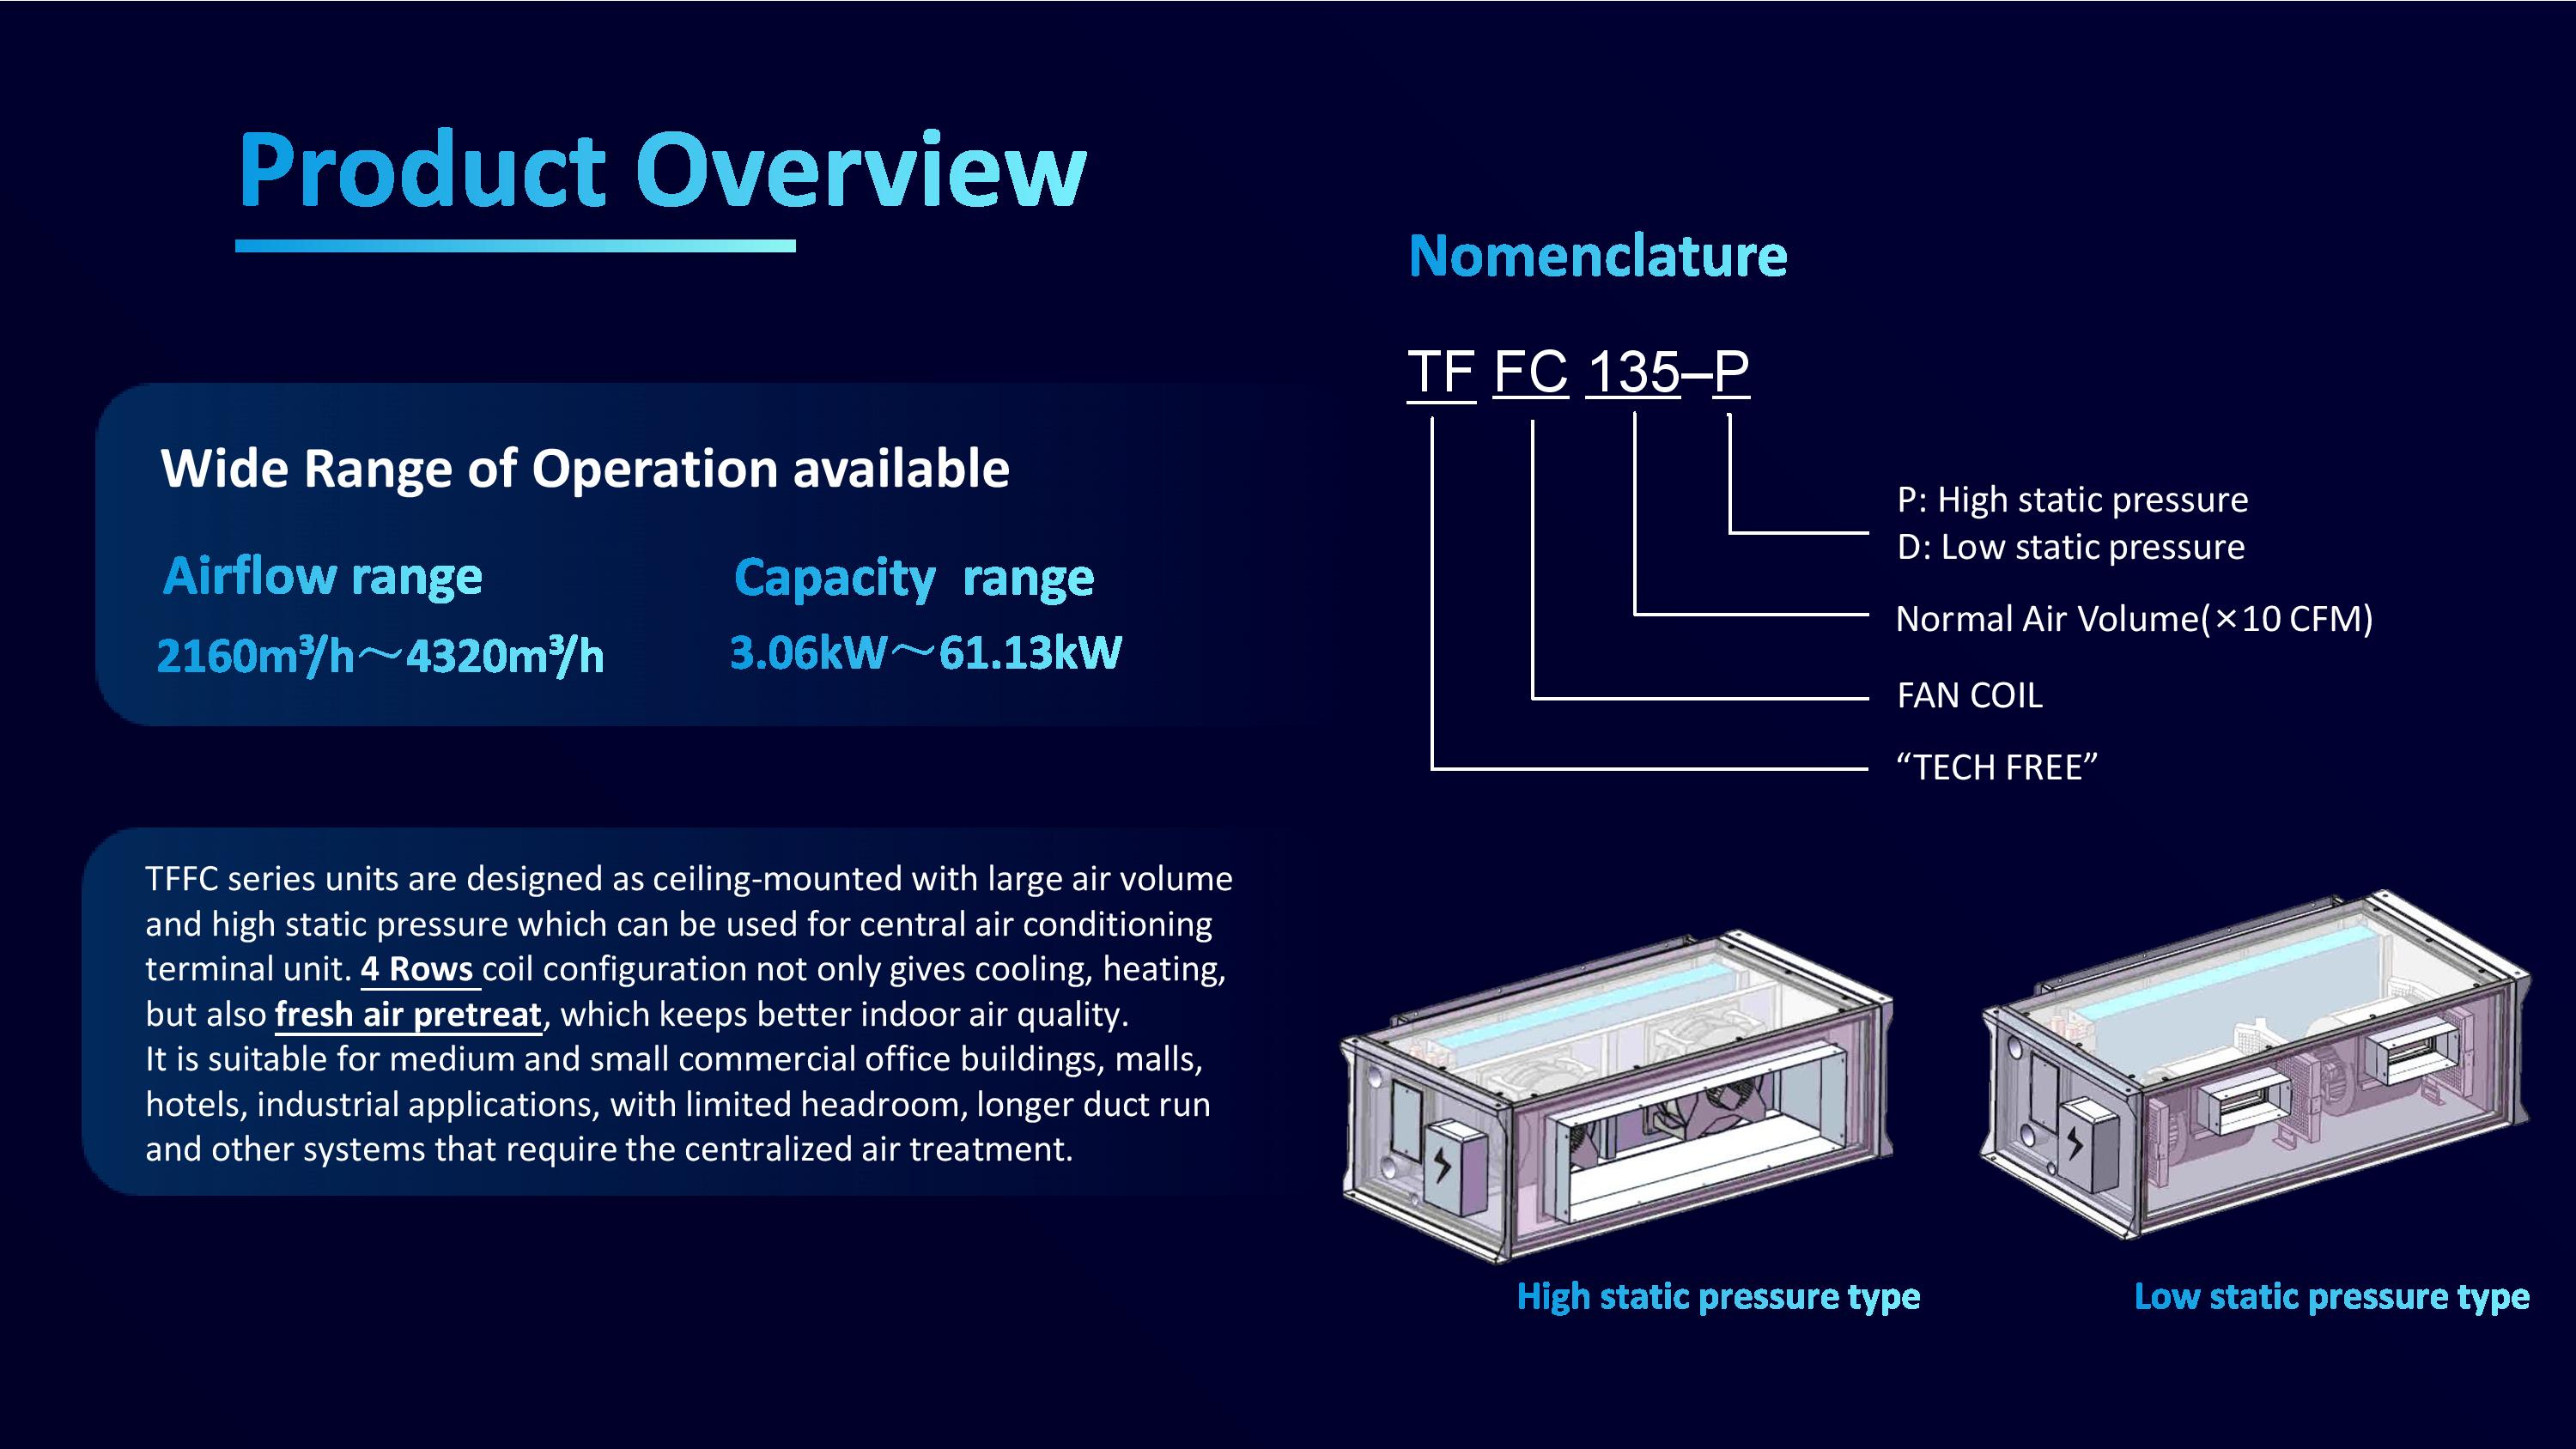 Product Overview
Wide Range of Operation available
Airflow range
2160m³/h～4320m³/h
Capacity  range
3.06kW～61.13kW
TFFC series units are designed as ceiling-mounted with large air volume
and high static pressure which can be used for central air conditioning
terminal unit. 4 Rows coil configuration not only gives cooling, heating,
but also fresh air pretreat, which keeps better indoor air quality.
It is suitable for medium and small commercial office buildings, malls,
hotels, industrial applications, with limited headroom, longer duct run
and other systems that require the centralized air treatment.
Nomenclature
TF FC 135–P
P: High static pressure
D: Low static pressure
Normal Air Volume(×10 CFM)
FAN COIL
“TECH FREE”
High static pressure type
Low static pressure type